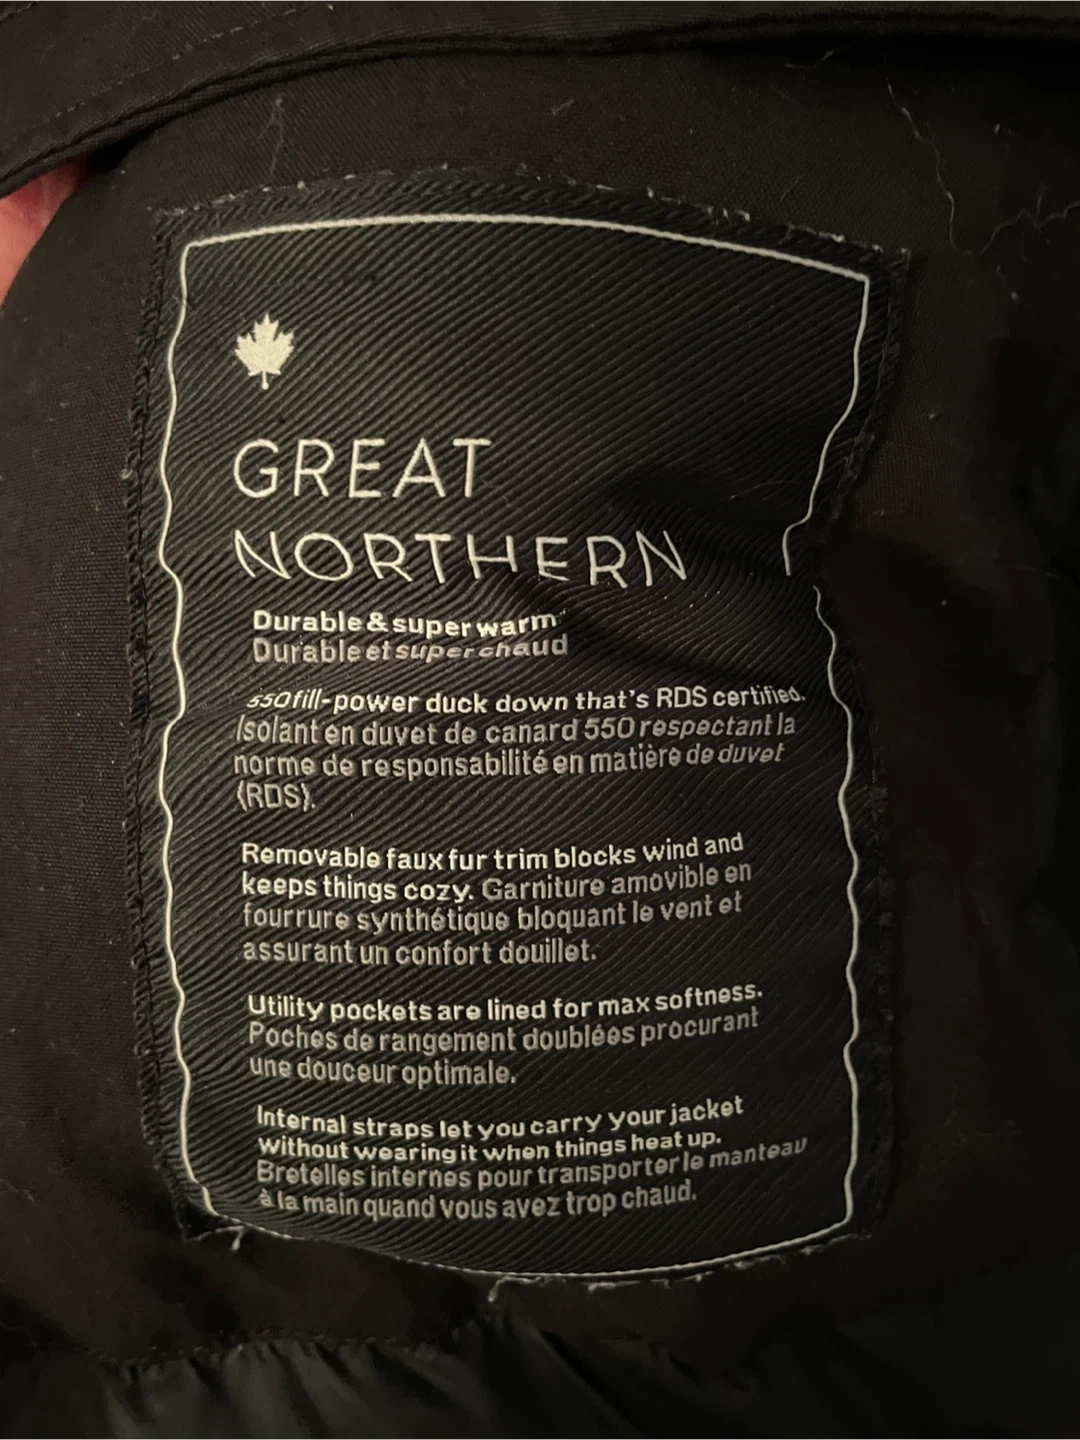 GREAT
NORTHERN
Durable & super warm
Durable et super chaud
550 fill-power duck down that's RDS certified.
Isolant en duvet de canard 550 respectant la
norme de responsabilité en matière de duvet
(RDS).
Removable faux fur trim blocks wind and
keeps things cozy. Garniture amovible en
fourrure synthétique bloquant le vent et
assurant un confort douillet.
Utility pockets are lined for max softness.
Poches de rangement doublées procurant
une douceur optimale.
Internal straps let you carry your jacket
without wearing it when things heat up.
Bretelles internes pour transporter le manteau
à la main quand vous avez trop chaud.